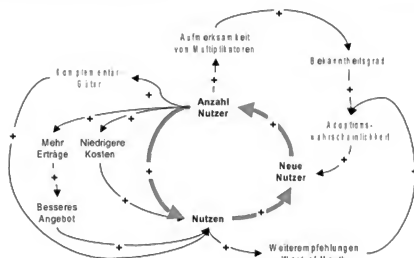 Aufmerksamkeit
von Multiplikatoren
+
+
Bekanntheitsgrad
Komplementär-
Güter
+
+
Anzahl
Nutzer
+
+
+
+
Adoptions-
wahrscheinlichkeit
Mehr
Erträge
Niedrigere
Kosten
+
+
+
+
Neue
Nutzer
+
+
Besseres
Angebot
Nutzen
+
+
+
Weiterempfehlungen